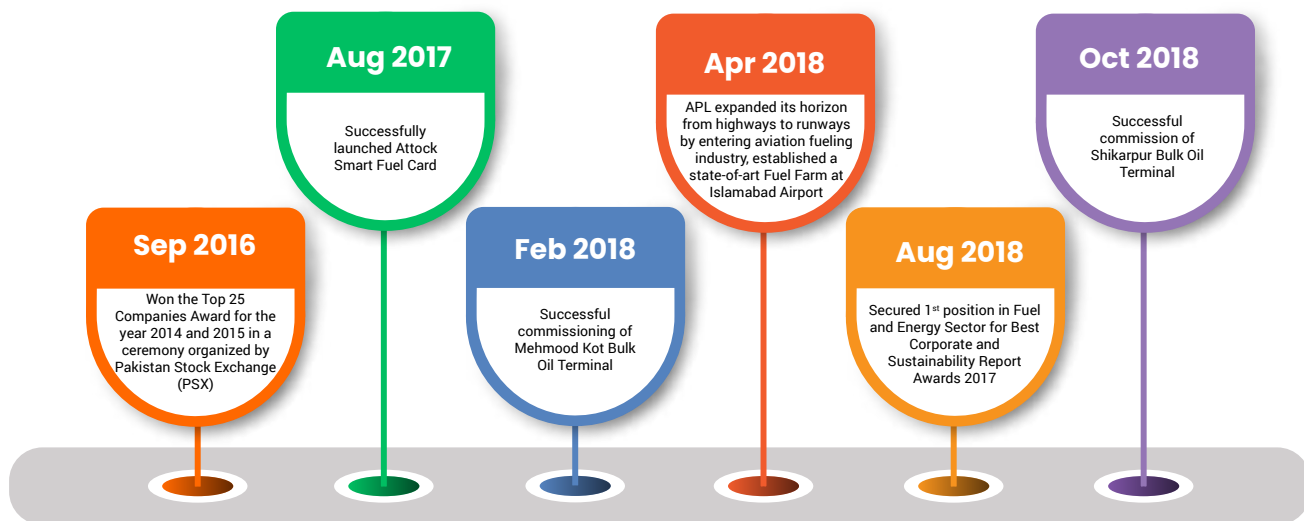 Sep 2016
Won the Top 25
Companies Award for the
year 2014 and 2015 in a
ceremony organized by
Pakistan Stock Exchange
(PSX)
Aug 2017
Successfully
launched Attock
Smart Fuel Card
Feb 2018
Successful
commissioning of
Mehmood Kot Bulk
Oil Terminal
Apr 2018
APL expanded its horizon
from highways to runways
by entering aviation fueling
industry, established a
state-of-art Fuel Farm at
Islamabad Airport
Aug 2018
Secured 1st position in Fuel
and Energy Sector for Best
Corporate and
Sustainability Report
Awards 2017
Oct 2018
Successful
commission of
Shikarpur Bulk Oil
Terminal